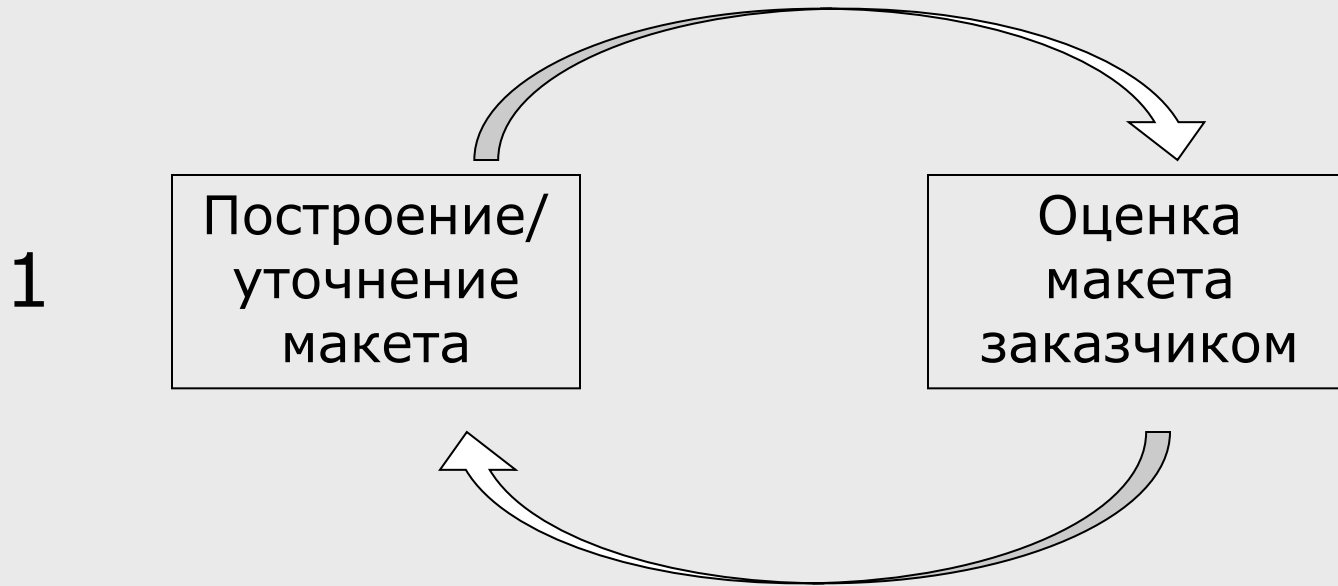 1
Построение/
уточнение
макета
Оценка
макета
заказчиком